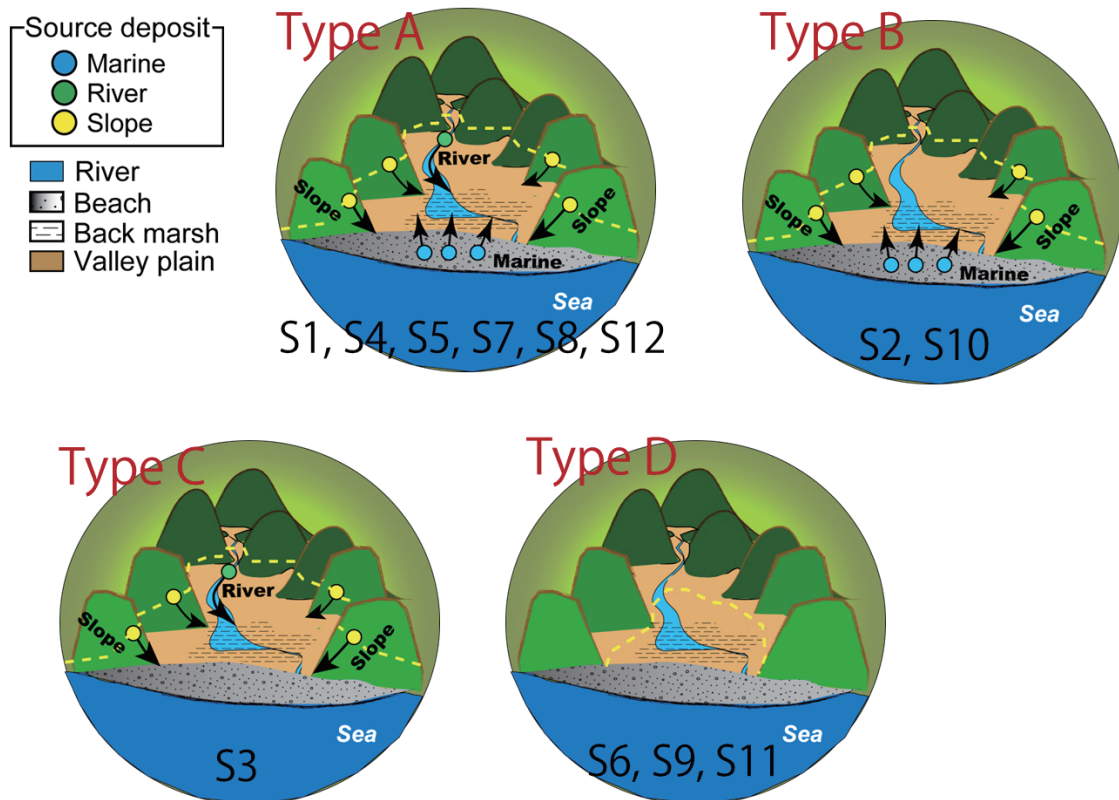 Source deposit
Marine
River
Slope
River
Beach
Back marsh
Valley plain
Type A
River
Slope
Slope
Marine
Sea
S1, S4, S5, S7, S8, S12
Type B
Slope
Slope
Marine
Sea
S2, S10
Type C
River
Slope
Slope
Sea
S3
Type D
Sea
S6, S9, S11